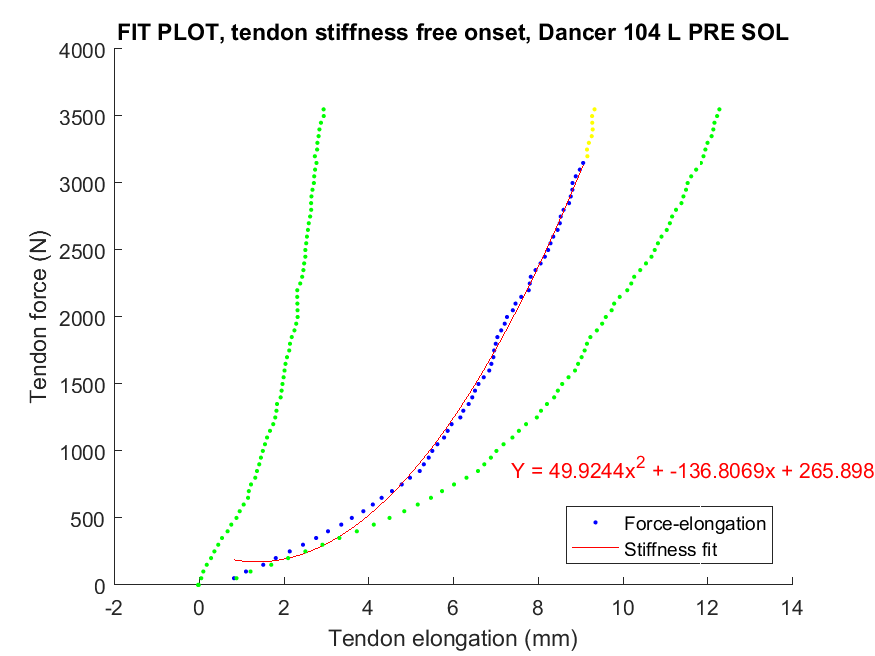 FIT PLOT, tendon stiffness free onset, Dancer 104 L PRE SOL
4000
3500
3000
2500
2000
1500
1000
500
0
Tendon force (N)
Y = 49.9244x² + -136.8069x + 265.898
Force-elongation
Stiffness fit
-2 0 2 4 6 8 10 12 14
Tendon elongation (mm)